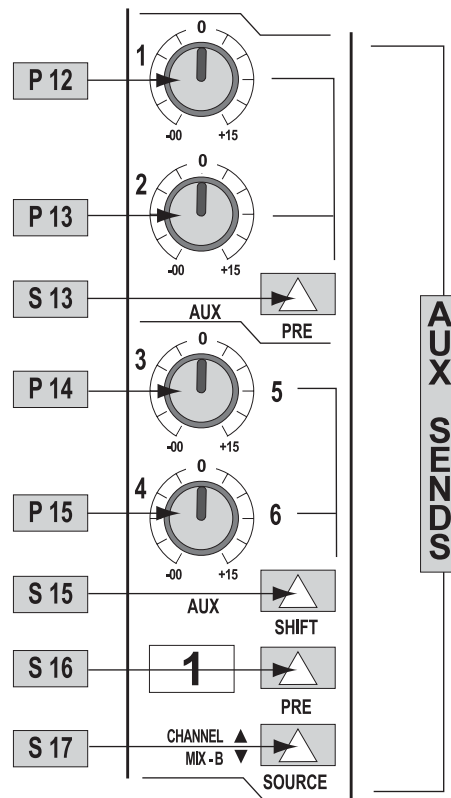 0
1
P 12
-00 +15
0
2
P 13
-00 +15
S 13
AUX
PRE
3
0
P 14
5
-00 +15
0
4
P 15
6
-00 +15
S 15
AUX
SHIFT
S 16
1
PRE
S 17
CHANNEL ▲
MIX - B ▼
SOURCE
AUX SENDS